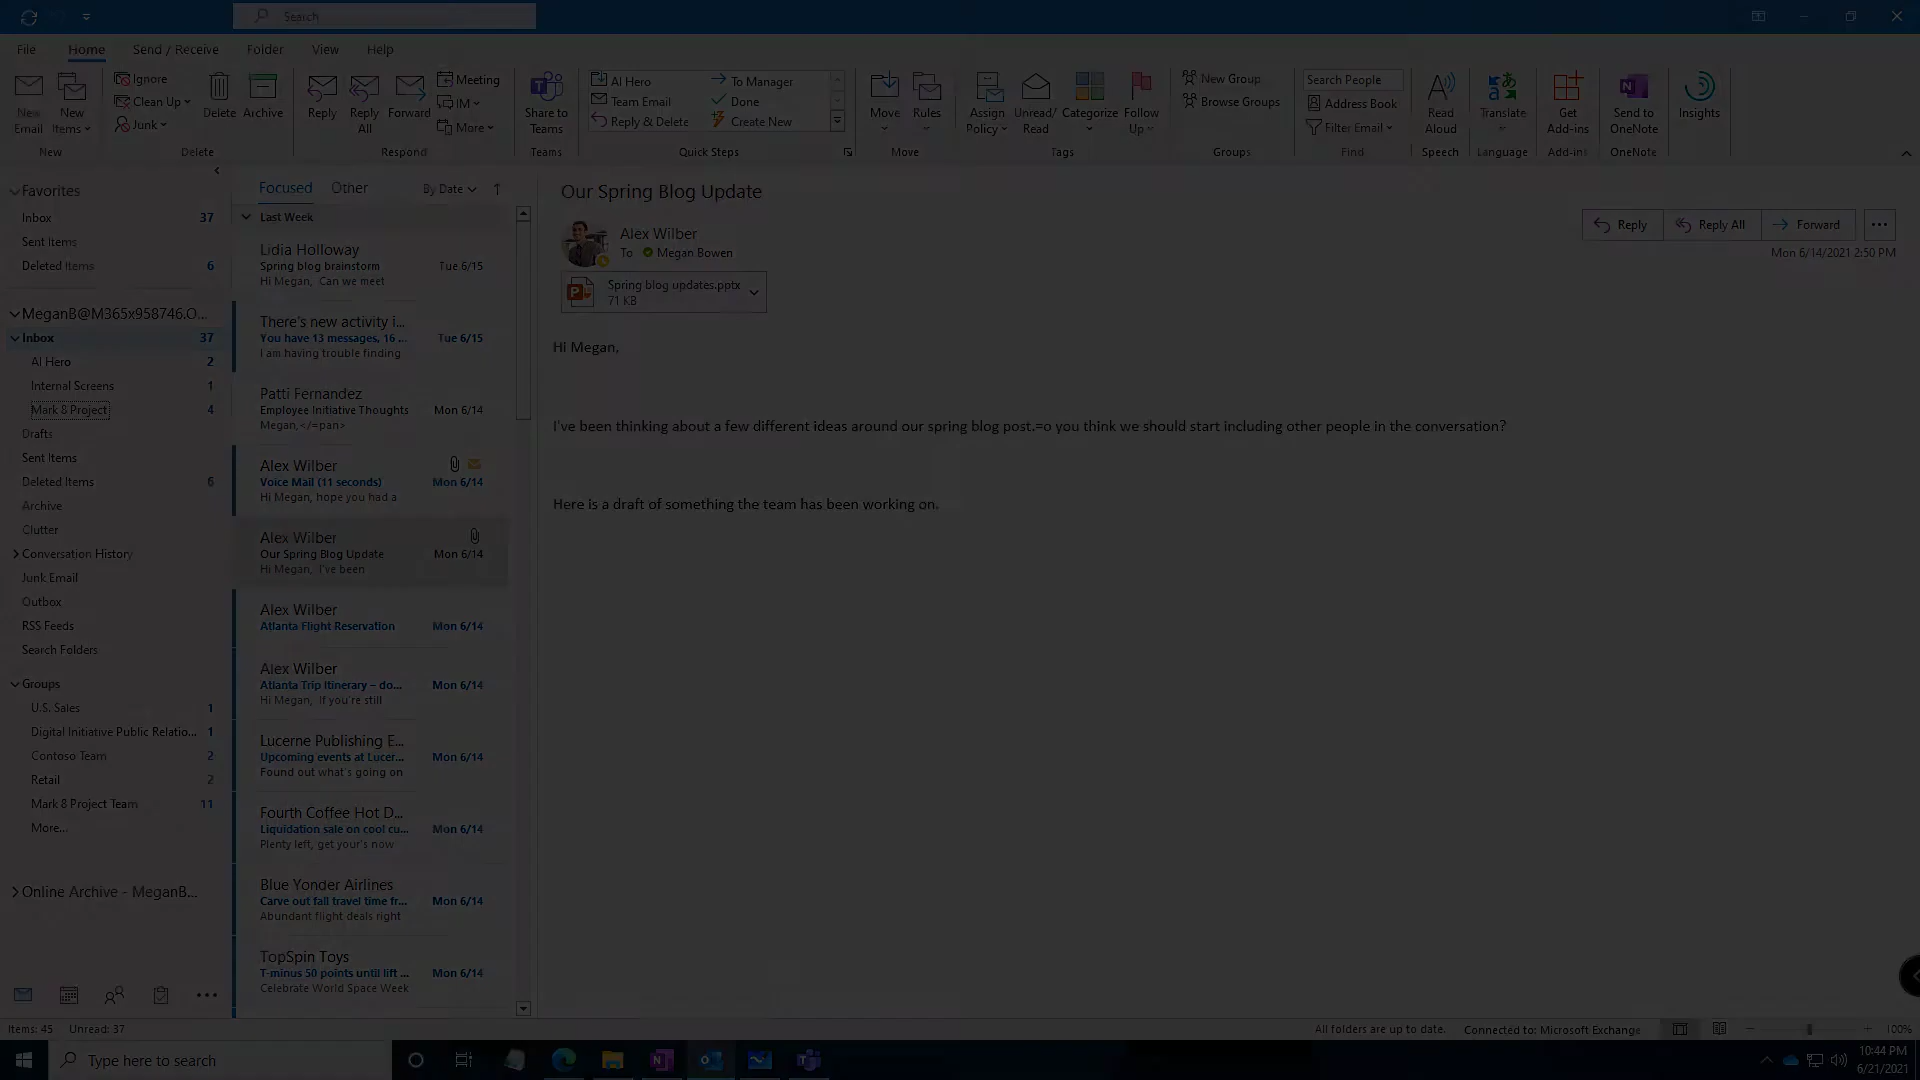 Search
File Home Send / Receive Folder View Help
New Email
New Items
New
Ignore
Clean Up
Junk
Delete
Archive
Delete
Reply
Reply All
Forward
Meeting
IM
More
Respond
Share to Teams
Teams
AI Hero
Team Email
Reply & Delete
To Manager
Done
Create New
Quick Steps
Move
Rules
Move
Assign Policy
Unread/ Read
Categorize
Follow Up
Tags
New Group
Browse Groups
Groups
Search People
Address Book
Filter Email
Find
Read Aloud
Speech
Translate
Language
Get Add-ins
Add-ins
Send to OneNote
OneNote
Insights
Favorites
Inbox 37
Sent Items
Deleted Items 6
MeganB@M365x958746.O...
Inbox 37
AI Hero 2
Internal Screens 1
Mark 8 Project 4
Drafts
Sent Items
Deleted Items 6
Archive
Clutter
Conversation History
Junk Email
Outbox
RSS Feeds
Search Folders
Groups
U.S. Sales 1
Digital Initiative Public Relatio... 1
Contoso Team 2
Retail 2
Mark 8 Project Team 11
More...
Online Archive - MeganB...
Focused Other By Date
Last Week
Lidia Holloway
Spring blog brainstorm Tue 6/15
Hi Megan, Can we meet
There's new activity i...
You have 13 messages, 16 ... Tue 6/15
I am having trouble finding
Patti Fernandez
Employee Initiative Thoughts Mon 6/14
Megan,</=pan>
Alex Wilber
Voice Mail (11 seconds) Mon 6/14
Hi Megan, hope you had a
Alex Wilber
Our Spring Blog Update Mon 6/14
Hi Megan, I've been
Alex Wilber
Atlanta Flight Reservation Mon 6/14
Alex Wilber
Atlanta Trip Itinerary – do... Mon 6/14
Hi Megan, If you're still
Lucerne Publishing E...
Upcoming events at Lucer... Mon 6/14
Found out what's going on
Fourth Coffee Hot D...
Liquidation sale on cool cu... Mon 6/14
Plenty left, get your's now
Blue Yonder Airlines
Carve out fall travel time fr... Mon 6/14
Abundant flight deals right
TopSpin Toys
T-minus 50 points until lift ... Mon 6/14
Celebrate World Space Week
Our Spring Blog Update
Alex Wilber
To Megan Bowen
Reply Reply All Forward
Mon 6/14/2021 2:50 PM
Spring blog updates.pptx
71 KB
Hi Megan,
I've been thinking about a few different ideas around our spring blog post.=o you think we should start including other people in the conversation?
Here is a draft of something the team has been working on.
Items: 45 Unread: 37 All folders are up to date. Connected to: Microsoft Exchange 100%
Type here to search
10:44 PM
6/21/2021